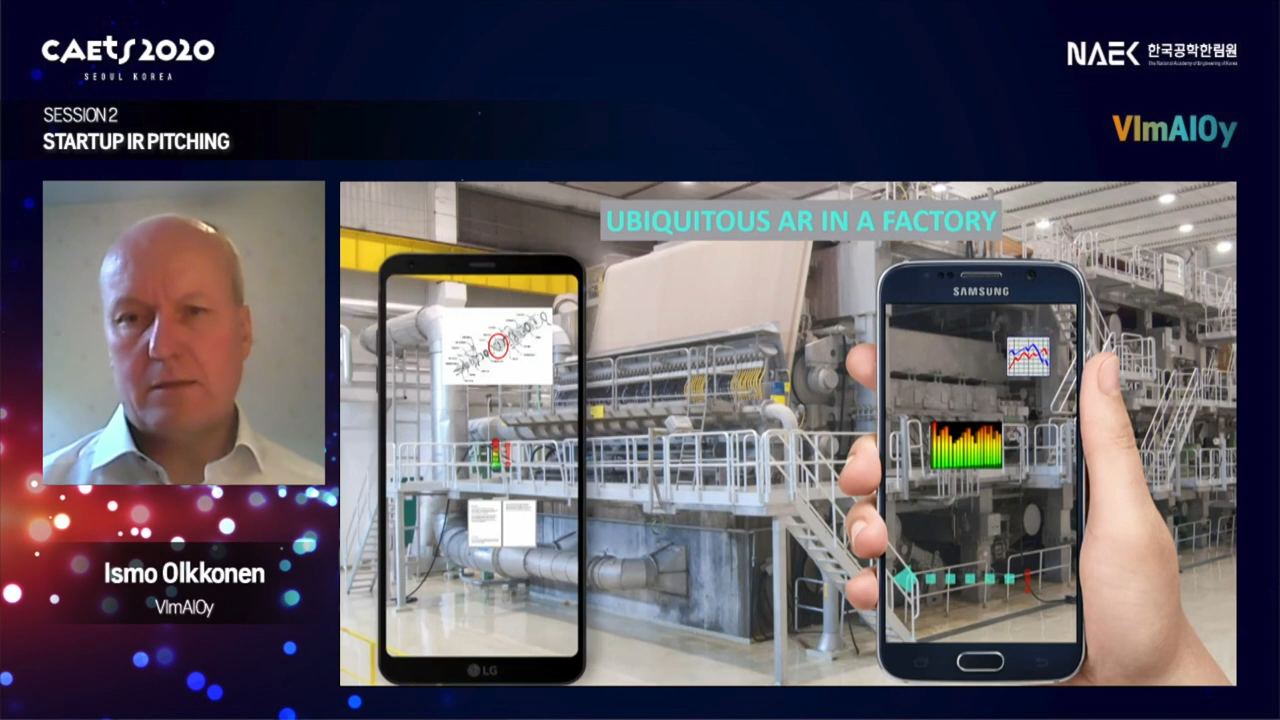 CAETS 2020
SEOUL KOREA
NAEK 한국공학한림원
The National Academy of Engineering of Korea
SESSION 2
STARTUP IR PITCHING
VImAIOy
UBIQUITOUS AR IN A FACTORY
SAMSUNG
LG
Ismo Olkkonen
VImAIOy